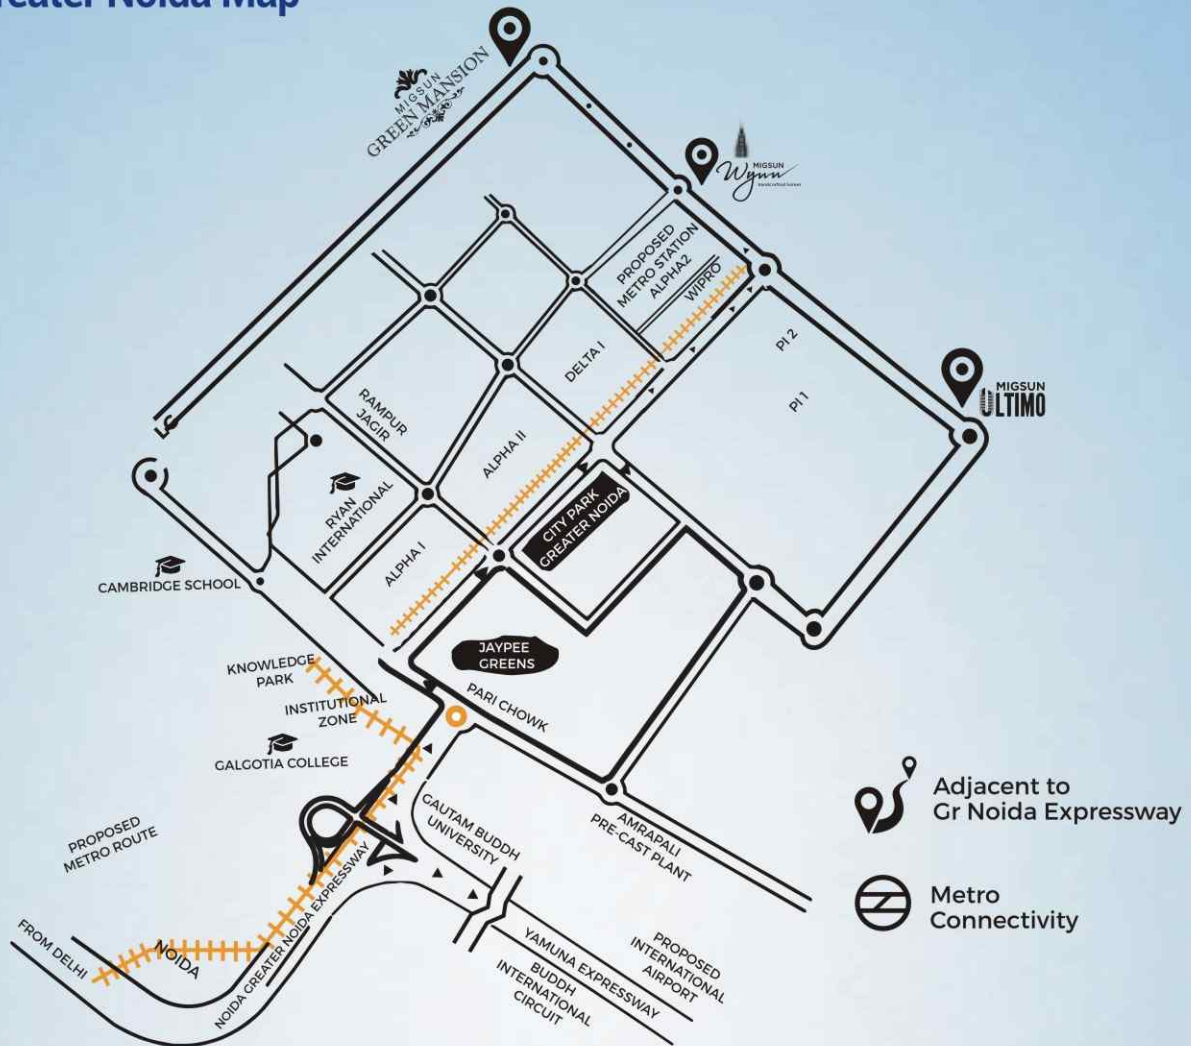 reater Noida Map
MIGSUN
GREEN MANSION
MIGSUN
Wynn
PROPOSED
METRO STATION
ALPHA2
WIPRO
PI 2
PI 1
MIGSUN
ULTIMO
DELTA I
RAMPUR
JAGIR
ALPHA II
RYAN
INTERNATIONAL
ALPHA I
CITY PARK
GREATER NOIDA
CAMBRIDGE SCHOOL
JAYPEE
GREENS
KNOWLEDGE
PARK
PARI CHOWK
INSTITUTIONAL
ZONE
GALGOTIA COLLEGE
Adjacent to
Gr Noida Expressway
GAUTAM BUDDH
UNIVERSITY
AMRAPALI
PRE-CAST PLANT
PROPOSED
METRO ROUTE
Metro
Connectivity
FROM DELHI
NOIDA
NOIDA GREATER NOIDA EXPRESSWAY
YAMUNA EXPRESSWAY
BUDDH
INTERNATIONAL
CIRCUIT
PROPOSED
INTERNATIONAL
AIRPORT